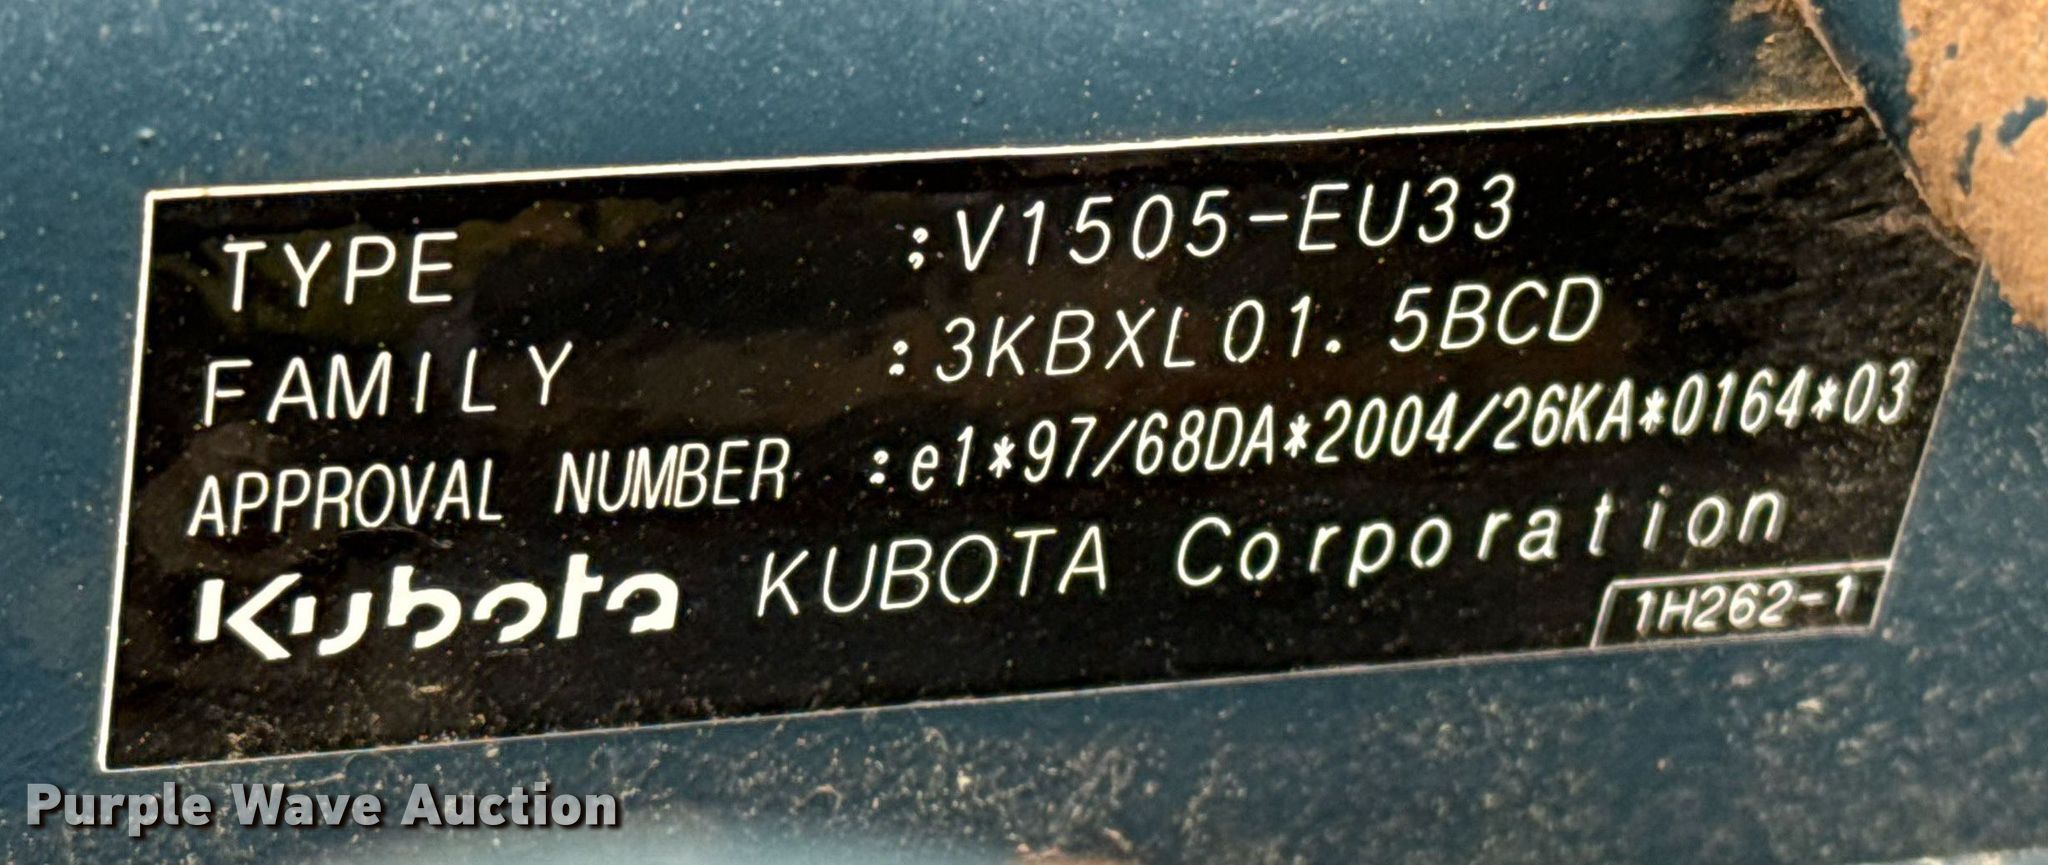 TYPE :V1505-EU33
FAMILY :3KBXL01.5BCD
APPROVAL NUMBER :e1*97/68DA*2004/26KA*0164*03
Kubota KUBOTA Corporation
1H262-1
Purple Wave Auction